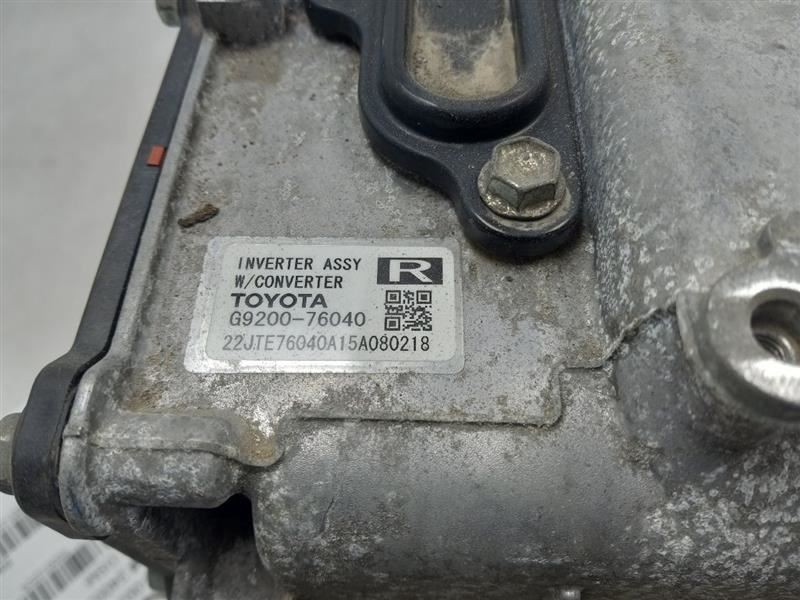 INVERTER ASSY R
W/CONVERTER
TOYOTA
G9200-76040
22JTE76040A15A080218